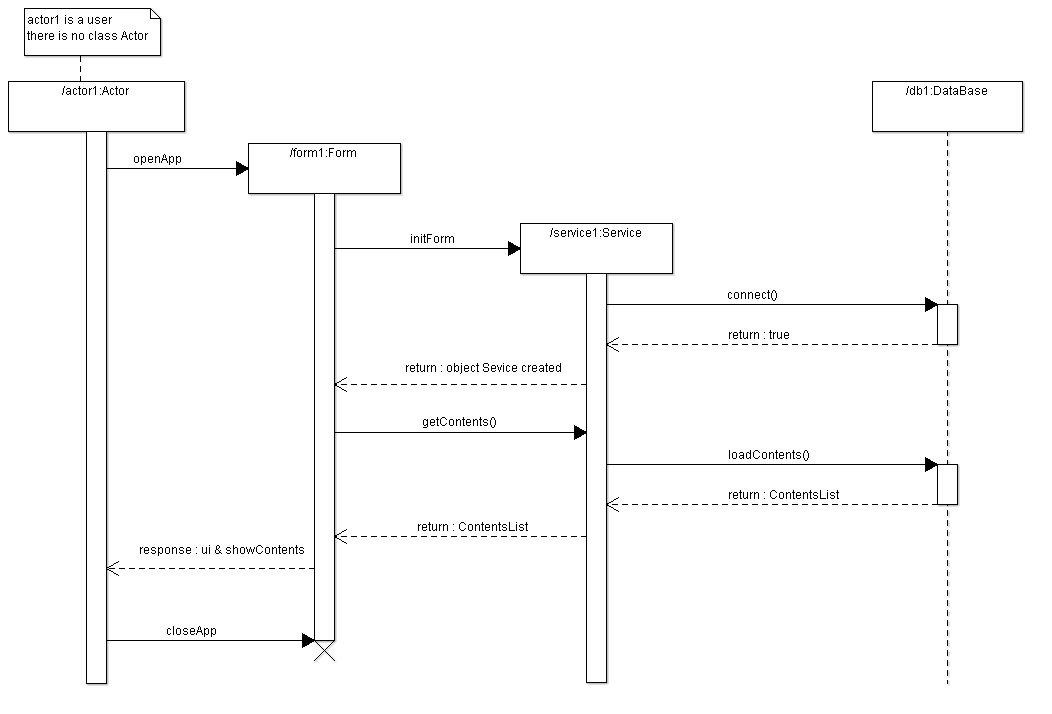 actor1 is a user
there is no class Actor
/actor1:Actor
/db1:DataBase
openApp
/form1:Form
initForm
/service1:Service
connect()
return : true
return : object Sevice created
getContents()
loadContents()
return : ContentsList
return : ContentsList
response : ui & showContents
closeApp